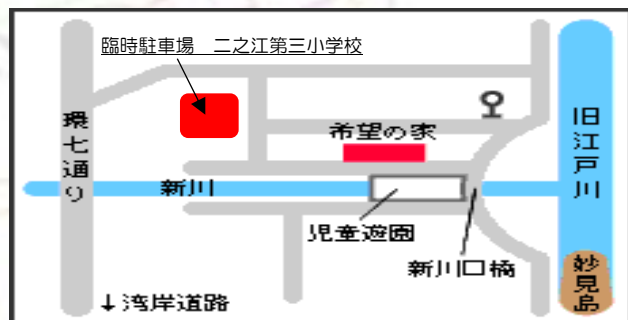 臨時駐車場　二之江第三小学校
環七通り
希望の家
旧江戸川
新川
児童遊園
新川口橋
妙見島
↓湾岸道路